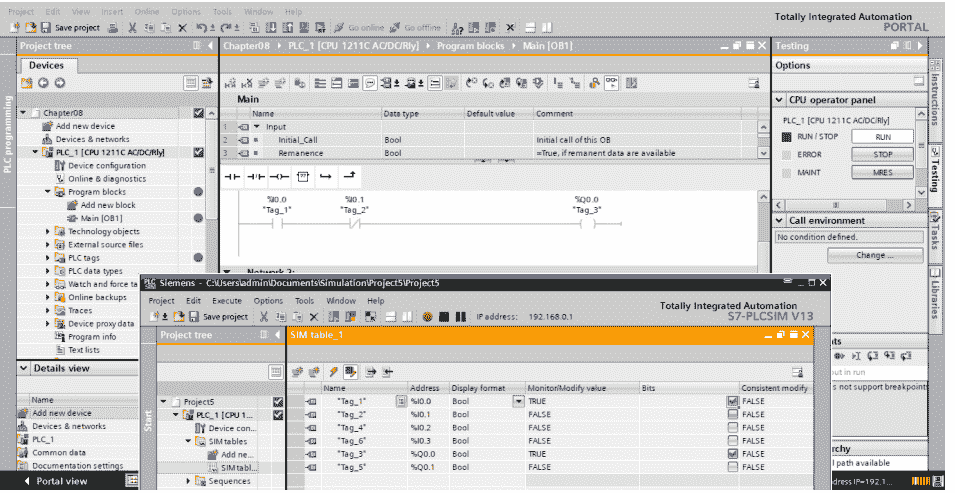 Project Edit View Insert Online Options Tools Window Help
Totally Integrated Automation
PORTAL
Save project Go online Go offline
Project tree
Chapter08 PLC_1 [CPU 1211C AC/DC/Rly] Program blocks Main [OB1]
Testing
Devices
Options
PLC programming
Chapter08
Add new device
Devices & networks
PLC_1 [CPU 1211C AC/DC/Rly]
Device configuration
Online & diagnostics
Program blocks
Add new block
Main [OB1]
Technology objects
External source files
PLC tags
PLC data types
Watch and force ta
Online backups
Traces
Device proxy data
Program info
Text lists
Details view
Name
Add new device
Devices & networks
PLC_1
Common data
Documentation settings
Portal view
Main
Name Data type Default value Comment
1 Input
2 Initial_Call Bool Initial call of this OB
3 Remanence Bool =True, if remanent data are available
%I0.0 %I0.1 %Q0.0
"Tag_1" "Tag_2" "Tag_3"
Network 2:
CPU operator panel
PLC_1 [CPU 1211C AC/DC/Rly]
RUN / STOP RUN
ERROR STOP
MAINT MRES
Call environment
No condition defined.
Change ...
Instructions
Testing
Tasks
Libraries
Siemens - C:\Users\admin\Documents\Simulation\Project5\Project5
Project Edit Execute Options Tools Window Help
Totally Integrated Automation
S7-PLCSIM V13
Save project IP address: 192.168.0.1
Project tree
SIM table_1
Start
Project5
PLC_1 [CPU 1...
Device con...
SIM tables
Add ne...
SIM tabl...
Sequences
Name Address Display format Monitor/Modify value Bits Consistent modify
"Tag_1" %I0.0 Bool TRUE FALSE
"Tag_2" %I0.1 Bool FALSE FALSE
"Tag_4" %I0.2 Bool FALSE FALSE
"Tag_6" %I0.3 Bool FALSE FALSE
"Tag_3" %Q0.0 Bool TRUE FALSE
"Tag_5" %Q0.1 Bool FALSE FALSE
nts
out in run
s not support breakpoint
rchy
l path available
dress IP=192.1...